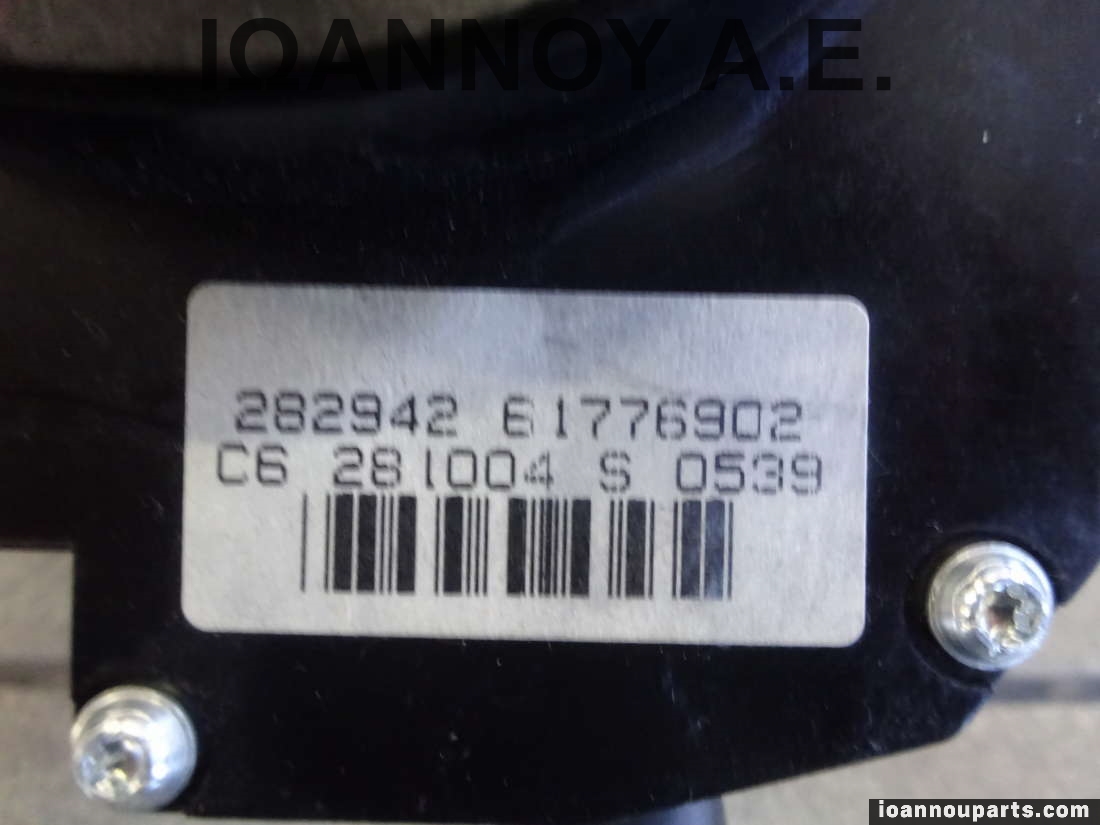 IOANNOY A.E.
282942 61776902
C6 281004 S 0539
ioannouparts.com